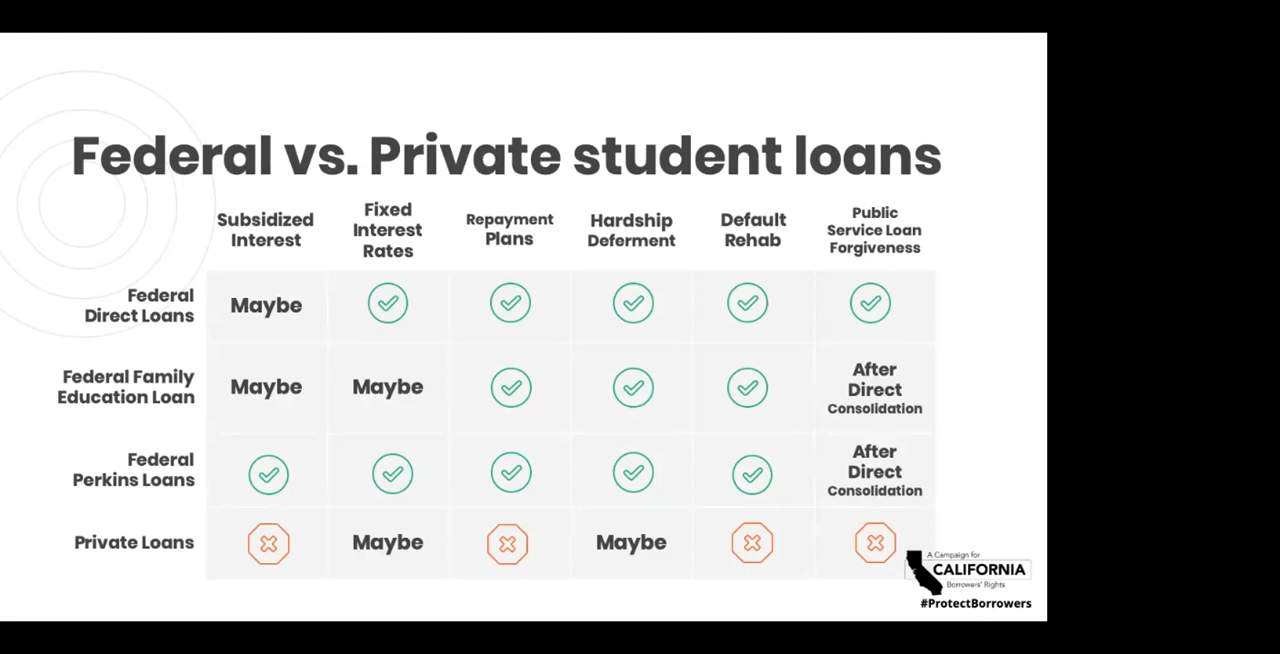 Federal vs. Private student loans
Subsidized
Interest
Fixed
Interest
Rates
Repayment
Plans
Hardship
Deferment
Default
Rehab
Public
Service Loan
Forgiveness
Federal
Direct Loans
Maybe
Federal Family
Education Loan
Maybe
Maybe
After
Direct
Consolidation
Federal
Perkins Loans
After
Direct
Consolidation
Private Loans
Maybe
Maybe
A Campaign for
CALIFORNIA
Borrowers' Rights
#ProtectBorrowers